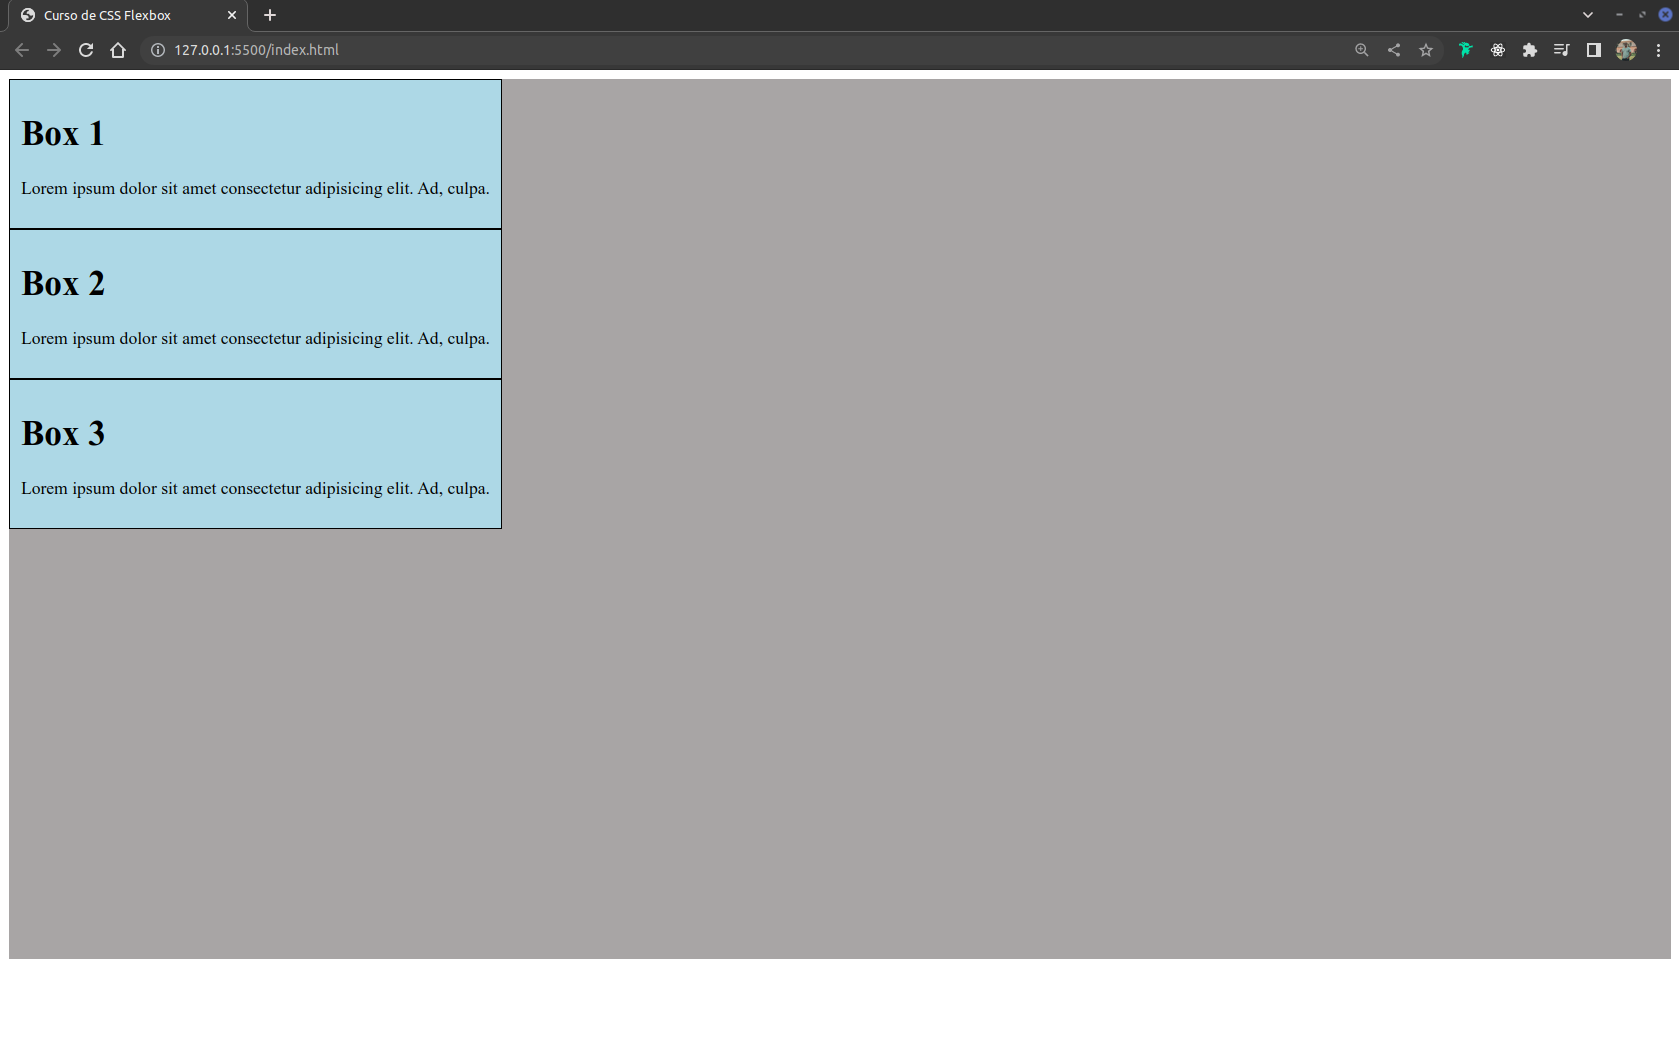 Curso de CSS Flexbox
127.0.0.1:5500/index.html
Box 1
Lorem ipsum dolor sit amet consectetur adipisicing elit. Ad, culpa.
Box 2
Lorem ipsum dolor sit amet consectetur adipisicing elit. Ad, culpa.
Box 3
Lorem ipsum dolor sit amet consectetur adipisicing elit. Ad, culpa.